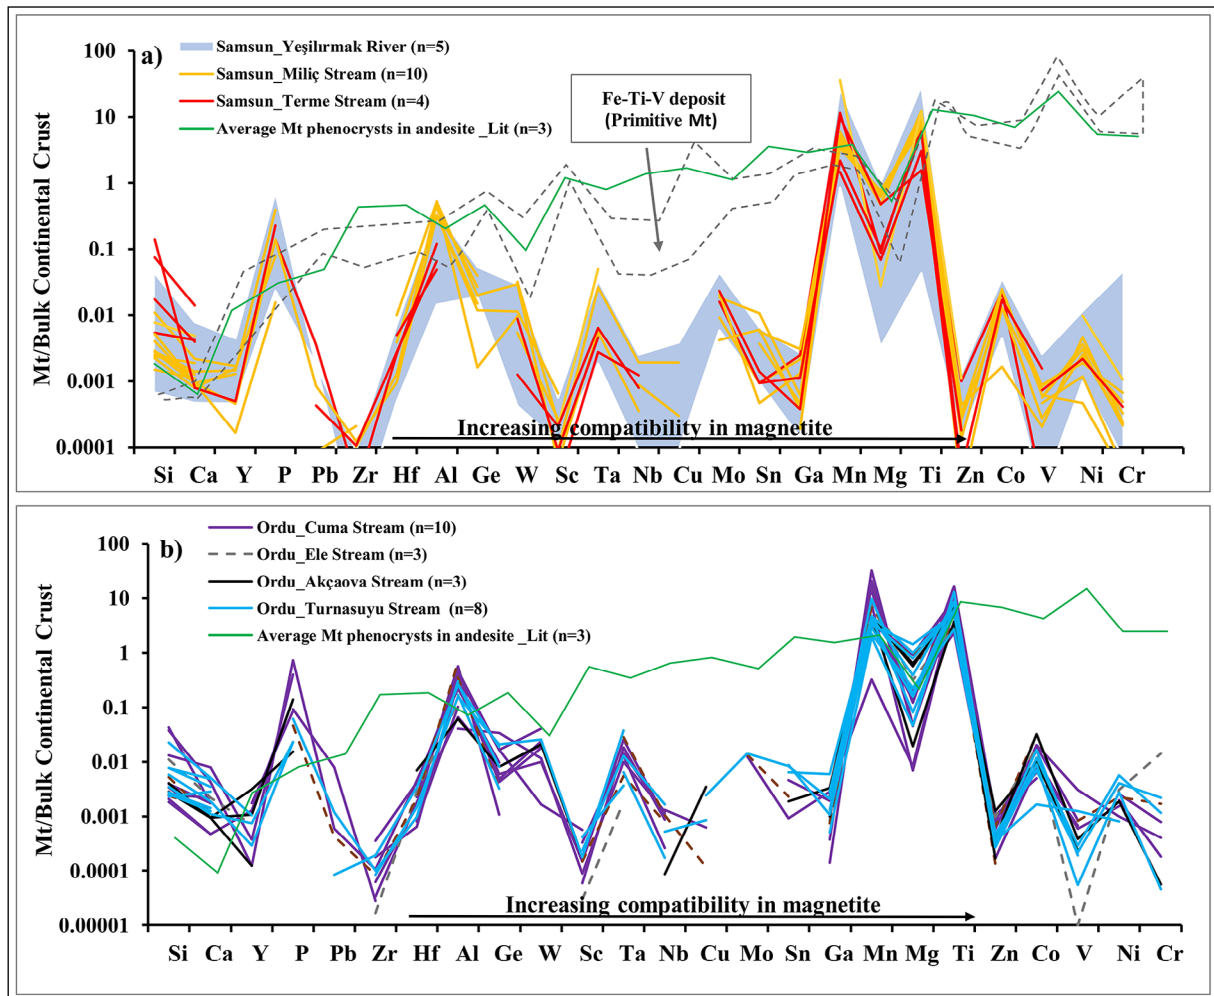 a)
Samsun_Yeşilırmak River (n=5)
Samsun_Miliç Stream (n=10)
Samsun_Terme Stream (n=4)
Average Mt phenocrysts in andesite _Lit (n=3)
Fe-Ti-V deposit
(Primitive Mt)
Mt/Bulk Continental Crust
100
10
1
0.1
0.01
0.001
0.0001
Increasing compatibility in magnetite
Si Ca Y P Pb Zr Hf Al Ge W Sc Ta Nb Cu Mo Sn Ga Mn Mg Ti Zn Co V Ni Cr
b)
Ordu_Cuma Stream (n=10)
Ordu_Ele Stream (n=3)
Ordu_Akçaova Stream (n=3)
Ordu_Turnasuyu Stream (n=8)
Average Mt phenocrysts in andesite _Lit (n=3)
Mt/Bulk Continental Crust
100
10
1
0.1
0.01
0.001
0.0001
0.00001
Increasing compatibility in magnetite
Si Ca Y P Pb Zr Hf Al Ge W Sc Ta Nb Cu Mo Sn Ga Mn Mg Ti Zn Co V Ni Cr